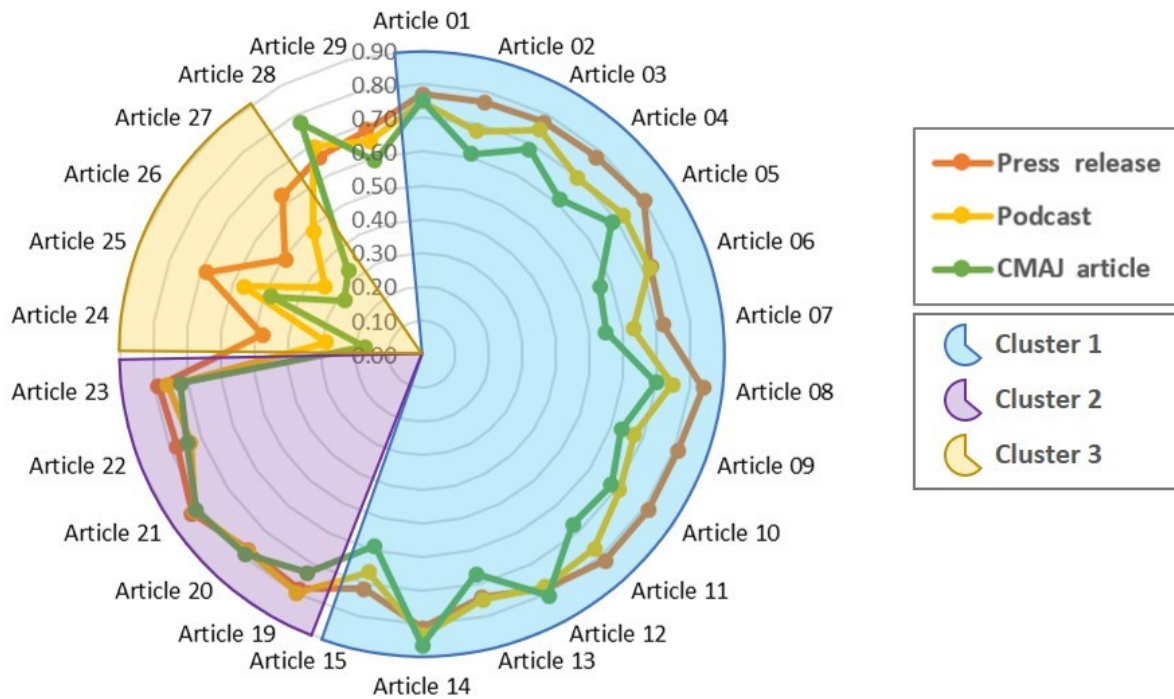 Article 01
Article 02
Article 03
Article 04
Article 05
Article 06
Article 07
Article 08
Article 09
Article 10
Article 11
Article 12
Article 13
Article 14
Article 15
Article 19
Article 20
Article 21
Article 22
Article 23
Article 24
Article 25
Article 26
Article 27
Article 28
Article 29
0.90
0.80
0.70
0.60
0.50
0.40
0.30
0.20
0.10
0.00
Press release
Podcast
CMAJ article
Cluster 1
Cluster 2
Cluster 3